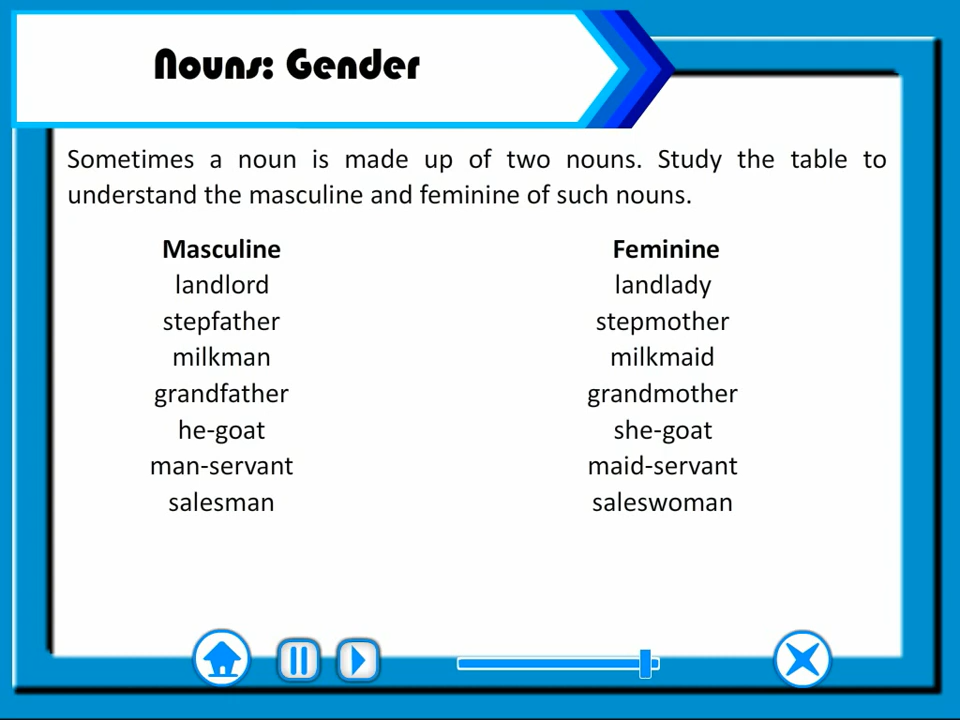 Nouns: Gender
Sometimes a noun is made up of two nouns. Study the table to
understand the masculine and feminine of such nouns.
Masculine Feminine
landlord landlady
stepfather stepmother
milkman milkmaid
grandfather grandmother
he-goat she-goat
man-servant maid-servant
salesman saleswoman